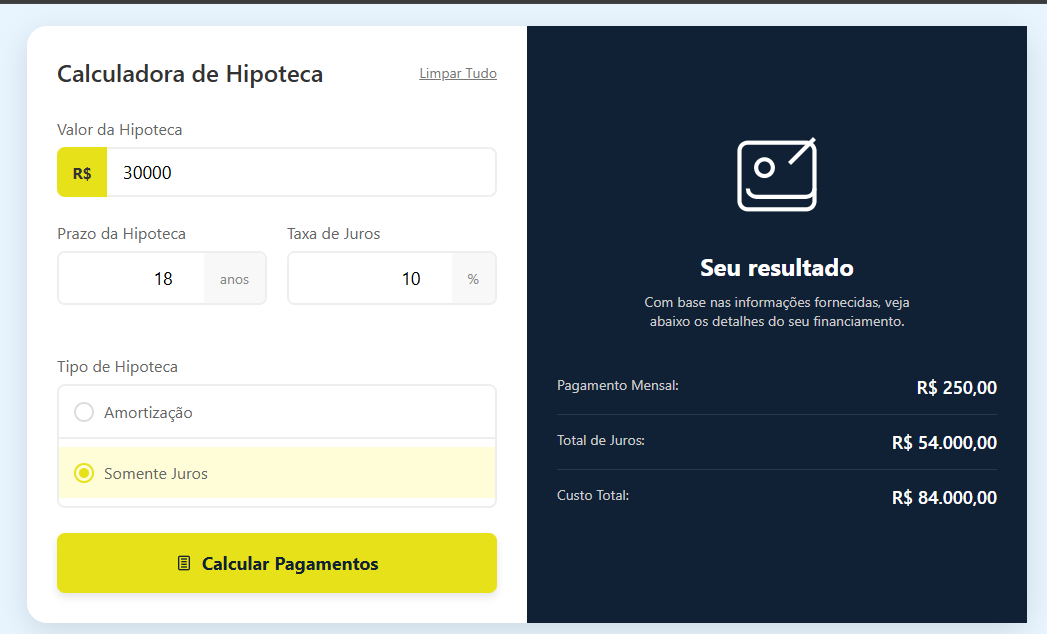 Calculadora de Hipoteca
Limpar Tudo
Valor da Hipoteca
R$ 30000
Prazo da Hipoteca
Taxa de Juros
18 anos
10 %
Tipo de Hipoteca
Amortização
Somente Juros
Calcular Pagamentos
Seu resultado
Com base nas informações fornecidas, veja
abaixo os detalhes do seu financiamento.
Pagamento Mensal: R$ 250,00
Total de Juros: R$ 54.000,00
Custo Total: R$ 84.000,00